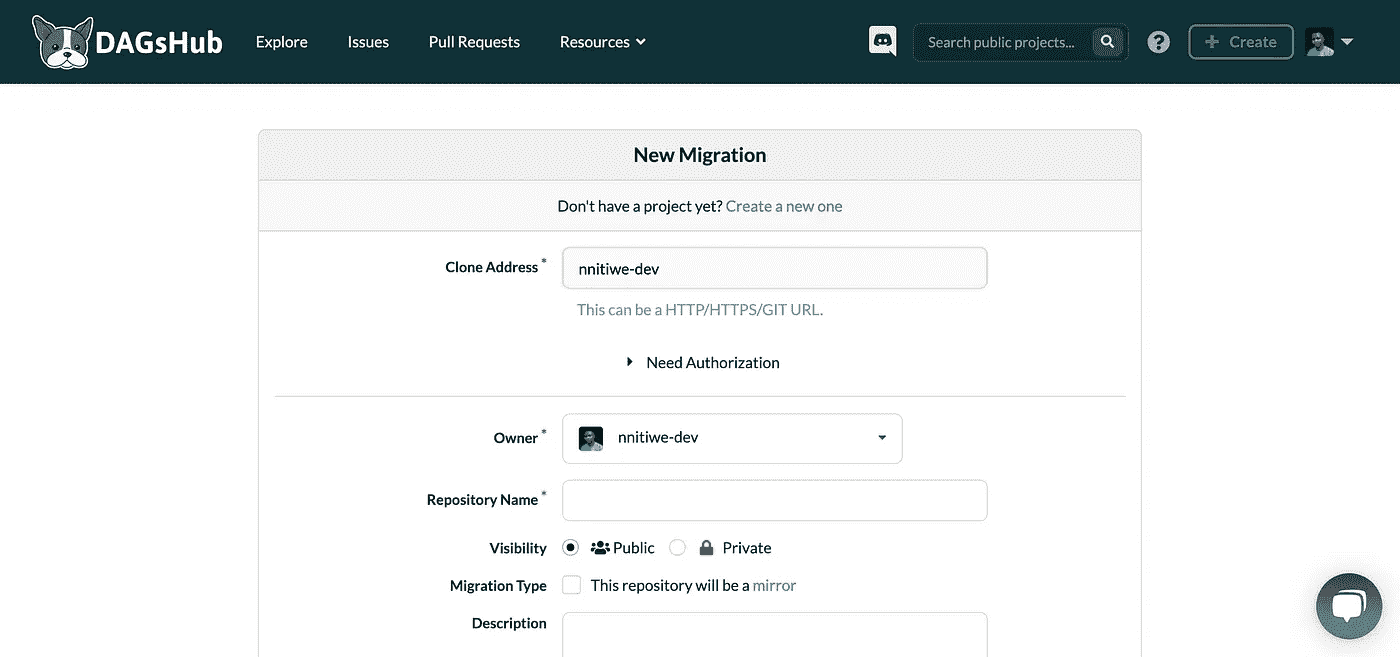 DAGsHub Explore Issues Pull Requests Resources Search public projects... ? + Create
New Migration
Don't have a project yet? Create a new one
Clone Address * nnitiwe-dev
This can be a HTTP/HTTPS/GIT URL.
Need Authorization
Owner * nnitiwe-dev
Repository Name *
Visibility Public Private
Migration Type This repository will be a mirror
Description